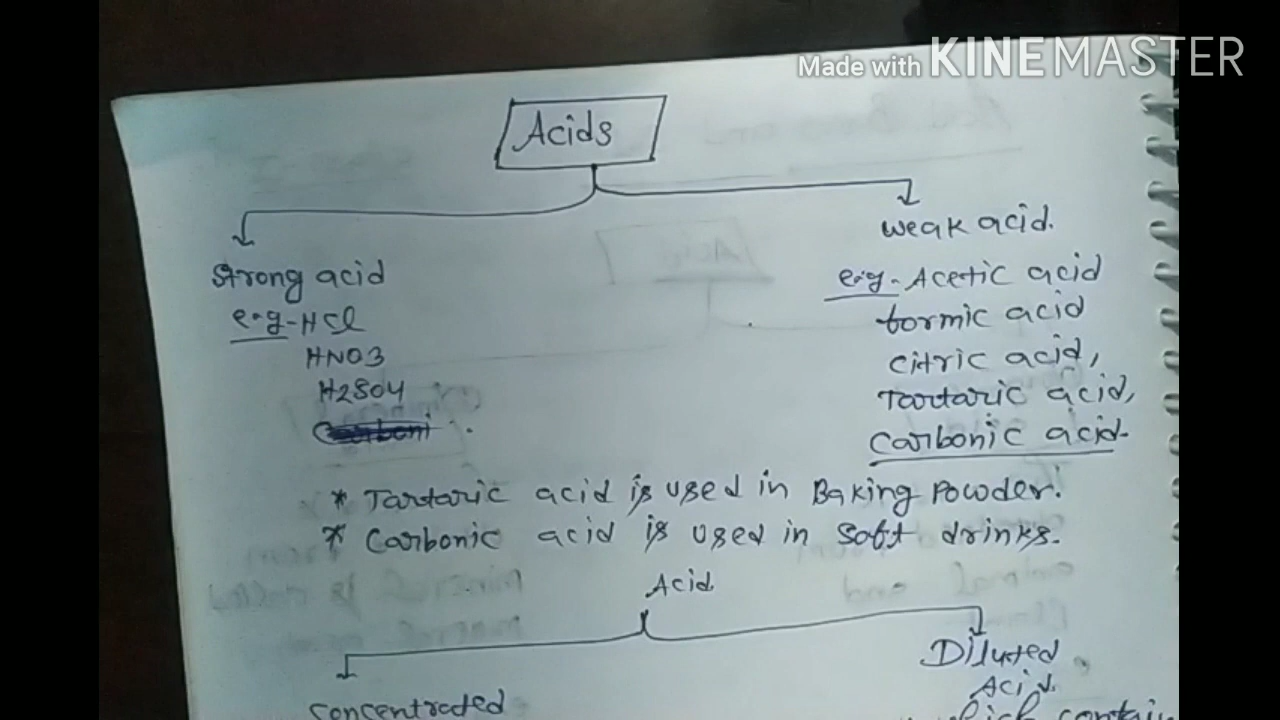 Made with KINEMASTER
Acids
Strong acid
e.g-HCl
HNO3
H2SO4
Weak acid.
e.g.-Acetic acid
formic acid
citric acid,
Tartaric acid,
Carbonic acid.
* Tartaric acid is used in Baking Powder.
* Carbonic acid is used in Soft drinks.
Acid
Concentrated
Diluted
Acid.
which contain